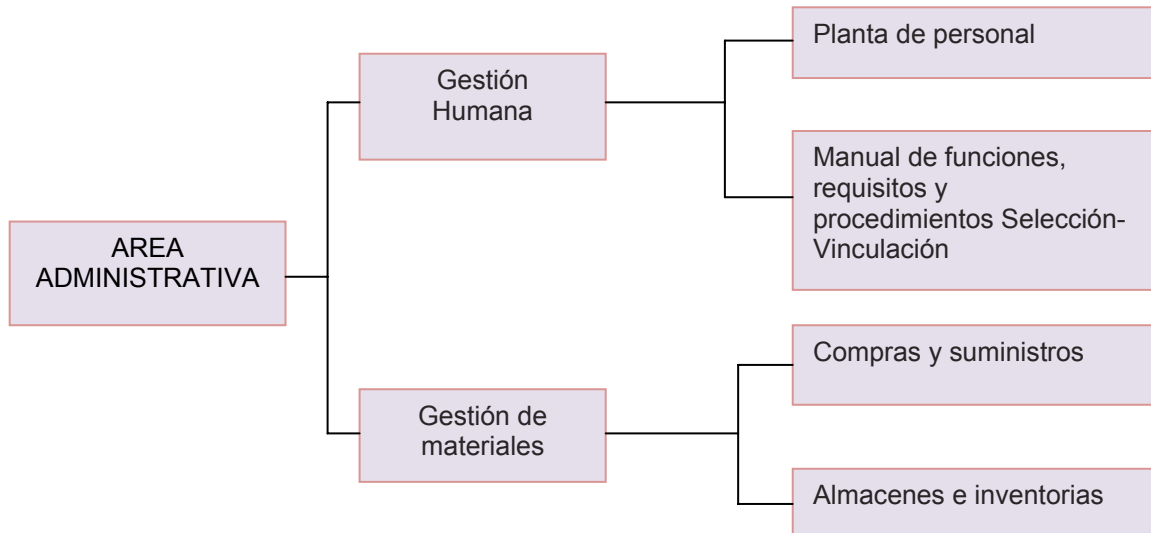 AREA
ADMINISTRATIVA
Gestión
Humana
Planta de personal
Manual de funciones,
requisitos y
procedimientos Selección-
Vinculación
Gestión de
materiales
Compras y suministros
Almacenes e inventorias